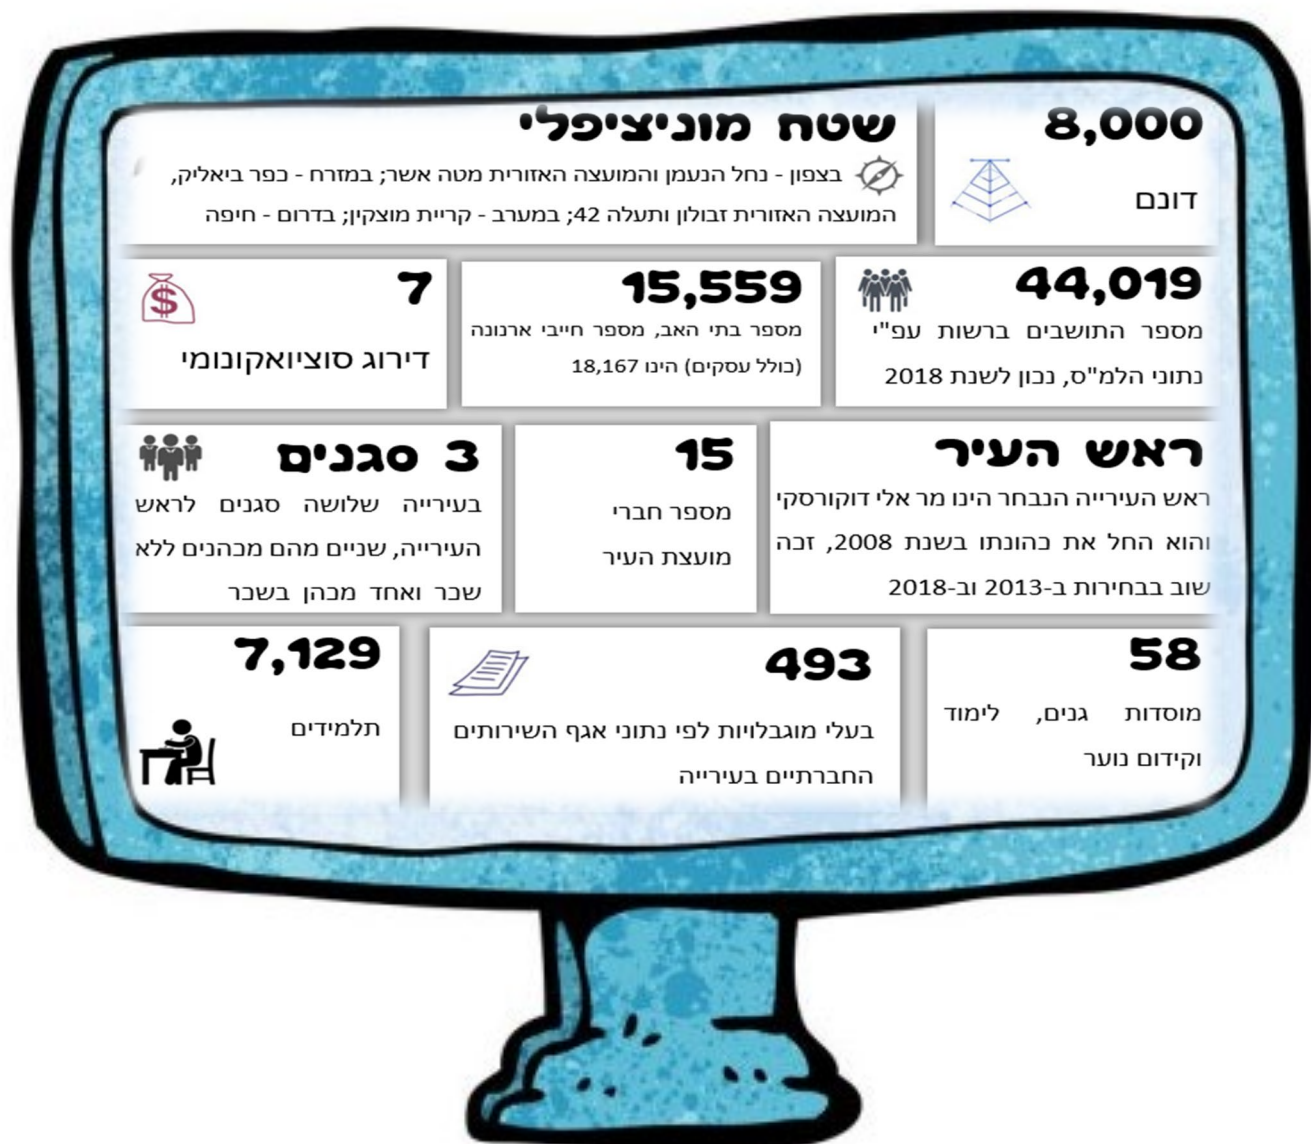 8,000
דונם
שטח מוניציפלי
בצפון - נחל הנעמן והמועצה האזורית מטה אשר; במזרח - כפר ביאליק,
המועצה האזורית זבולון ותעלה 42; במערב - קריית מוצקין; בדרום - חיפה
44,019
מספר התושבים ברשות עפ"י
נתוני הלמ"ס, נכון לשנת 2018
15,559
מספר בתי האב, מספר חייבי ארנונה
(כולל עסקים) הינו 18,167
7
דירוג סוציואקונומי
ראש העיר
ראש העירייה הנבחר הינו מר אלי דוקורסקי
והוא החל את כהונתו בשנת 2008, זכה
שוב בבחירות ב-2013 וב-2018
15
מספר חברי
מועצת העיר
3 סגנים
בעירייה שלושה סגנים לראש
העירייה, שניים מהם מכהנים ללא
שכר ואחד מכהן בשכר
58
מוסדות גנים, לימוד
וקידום נוער
493
בעלי מוגבלויות לפי נתוני אגף השירותים
החברתיים בעירייה
7,129
תלמידים